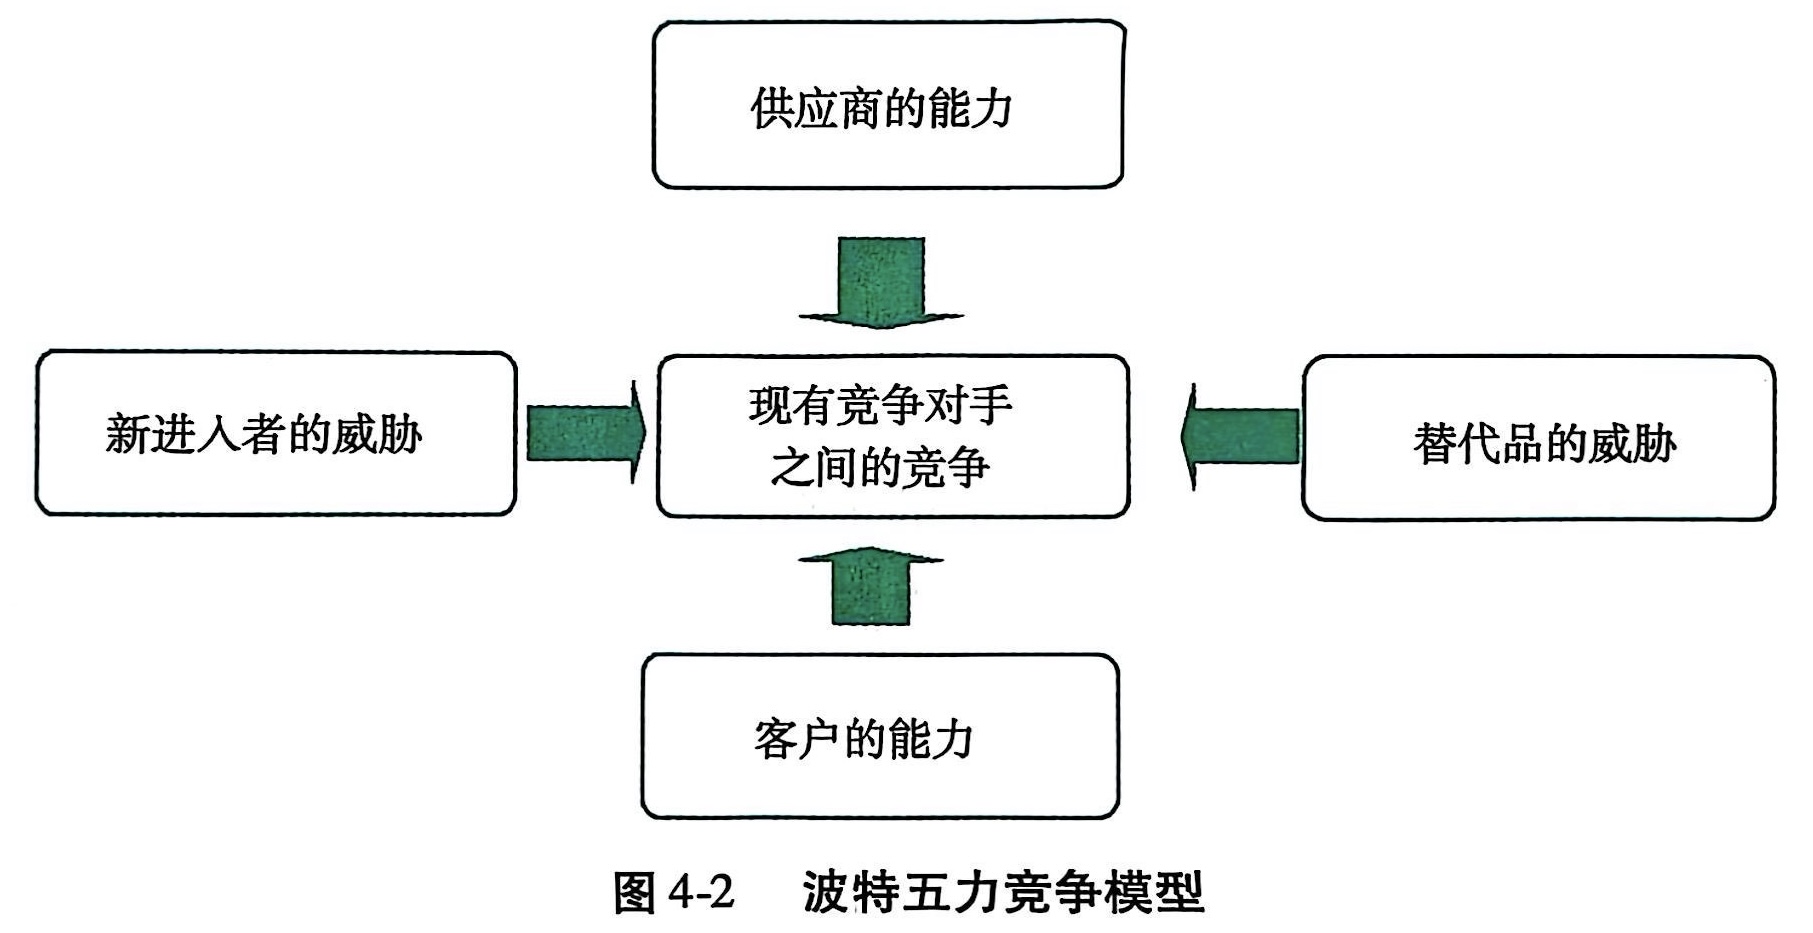 供应商的能力
新进入者的威胁
现有竞争对手
之间的竞争
替代品的威胁
客户的能力
图4-2 波特五力竞争模型